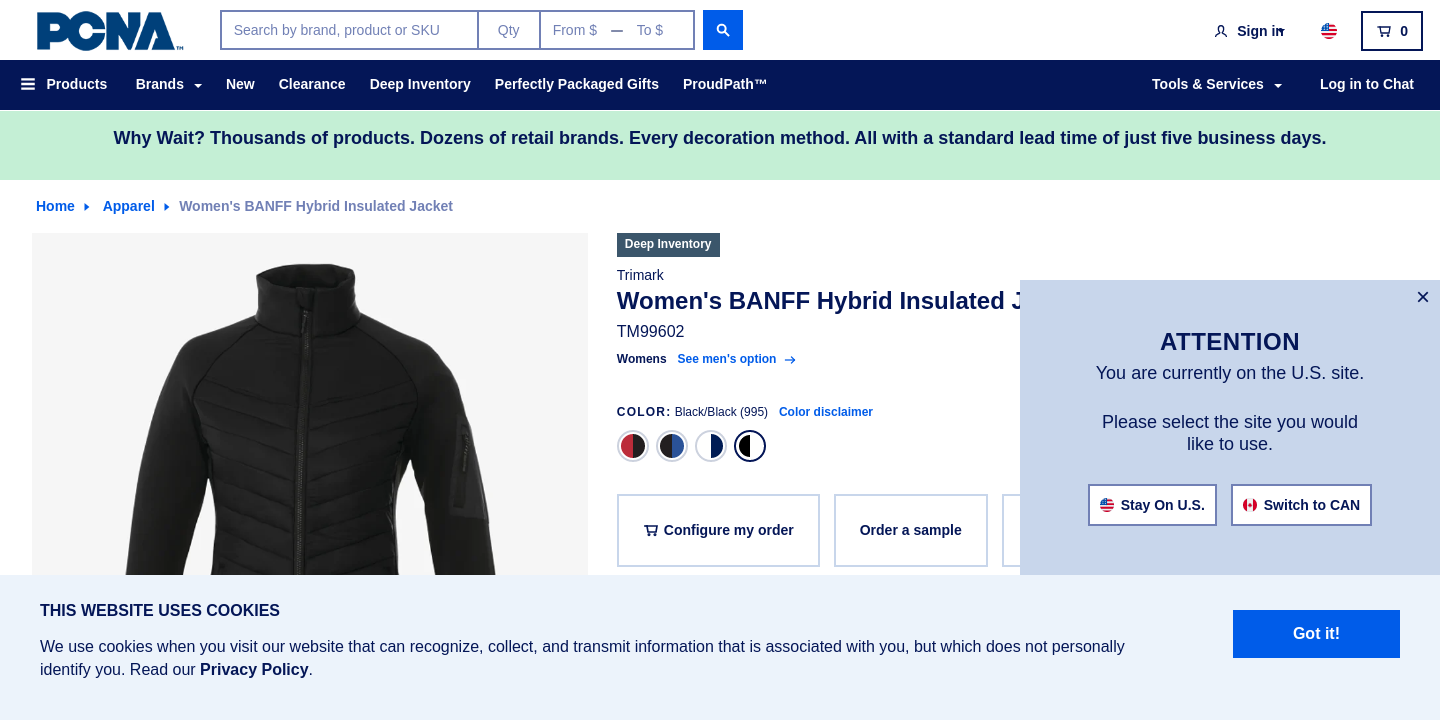 PCNA™
Search by brand, product or SKU
Qty
From $ — To $
Sign in
0
Products
Brands
New
Clearance
Deep Inventory
Perfectly Packaged Gifts
ProudPath™
Tools & Services
Log in to Chat
Why Wait? Thousands of products. Dozens of retail brands. Every decoration method. All with a standard lead time of just five business days.
Home
Apparel
Women's BANFF Hybrid Insulated Jacket
Deep Inventory
Trimark
Women's BANFF Hybrid Insulated J
TM99602
Womens See men's option
COLOR: Black/Black (995) Color disclaimer
Configure my order
Order a sample
×
ATTENTION
You are currently on the U.S. site.
Please select the site you would
like to use.
Stay On U.S.
Switch to CAN
THIS WEBSITE USES COOKIES
We use cookies when you visit our website that can recognize, collect, and transmit information that is associated with you, but which does not personally
identify you. Read our Privacy Policy.
Got it!